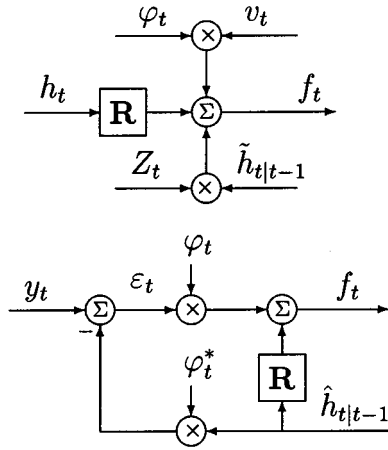 φ_t v_t
×
h_t R Σ f_t
Z_t × h̃_{t|t−1}
φ_t
y_t Σ ε_t × Σ f_t
−
φ_t^* R
× ĥ_{t|t−1}